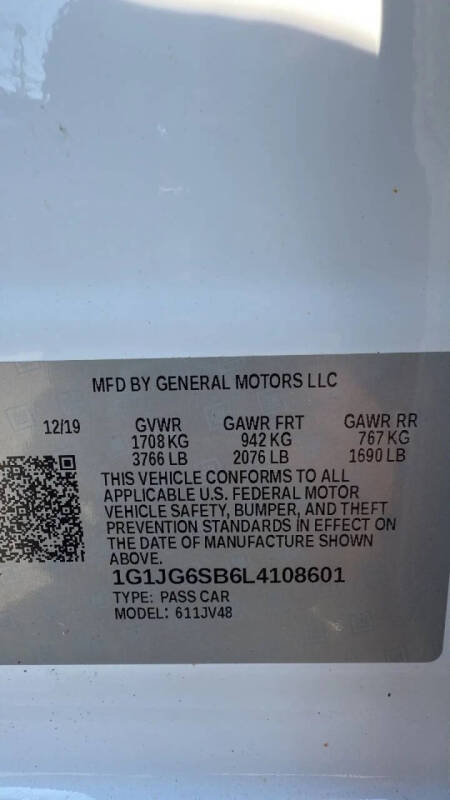 MFD BY GENERAL MOTORS LLC
12/19 GVWR GAWR FRT GAWR RR
1708 KG 942 KG 767 KG
3766 LB 2076 LB 1690 LB
THIS VEHICLE CONFORMS TO ALL
APPLICABLE U.S. FEDERAL MOTOR
VEHICLE SAFETY, BUMPER, AND THEFT
PREVENTION STANDARDS IN EFFECT ON
THE DATE OF MANUFACTURE SHOWN
ABOVE.
1G1JG6SB6L4108601
TYPE: PASS CAR
MODEL: 611JV48